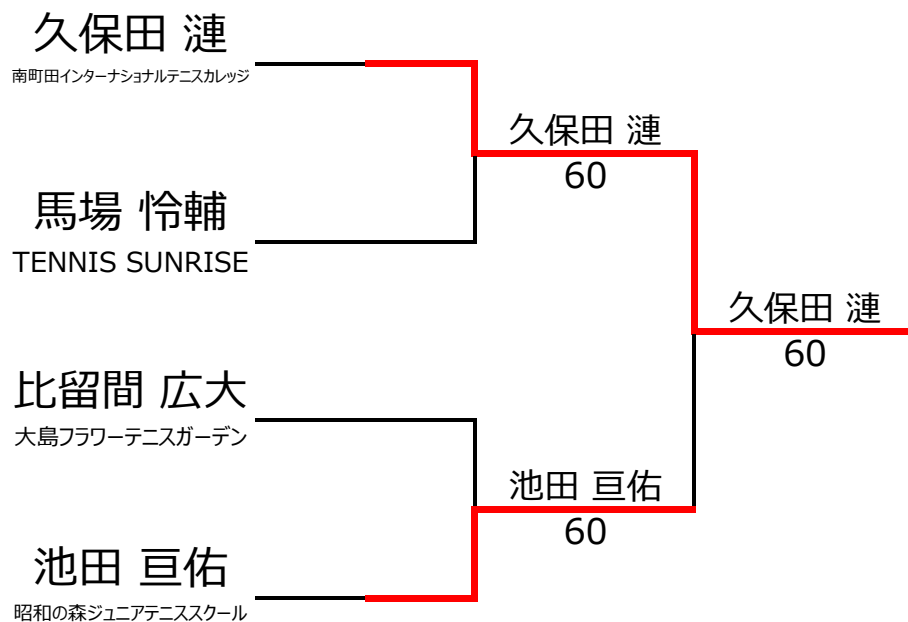 久保田 漣
南町田インターナショナルテニスカレッジ
久保田 漣
60
馬場 怜輔
TENNIS SUNRISE
久保田 漣
60
比留間 広大
大島フラワーテニスガーデン
池田 亘佑
60
池田 亘佑
昭和の森ジュニアテニススクール